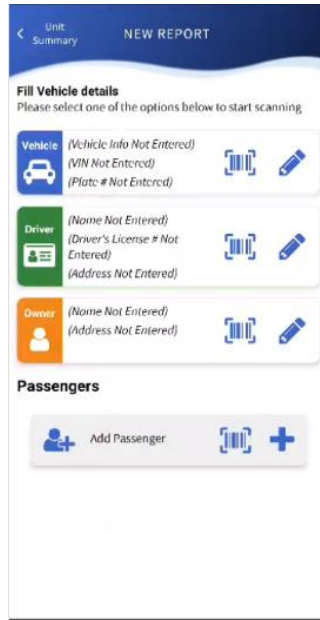 Unit
Summary
NEW REPORT
Fill Vehicle details
Please select one of the options below to start scanning
Vehicle
(Vehicle Info Not Entered)
(VIN Not Entered)
(Plate # Not Entered)
Driver
(Name Not Entered)
(Driver's License # Not
Entered)
(Address Not Entered)
Owner
(Name Not Entered)
(Address Not Entered)
Passengers
Add Passenger